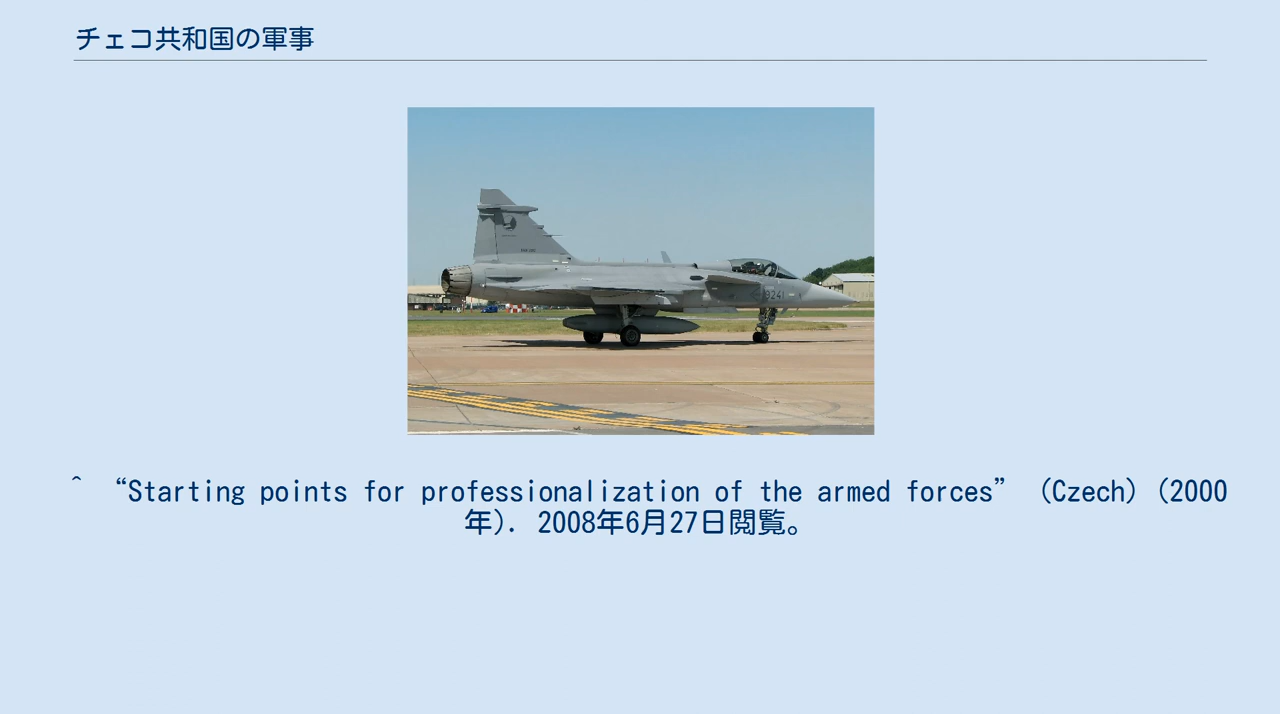 チェコ共和国の軍事
9241
^ “Starting points for professionalization of the armed forces” (Czech) (2000
年). 2008年6月27日閲覧。